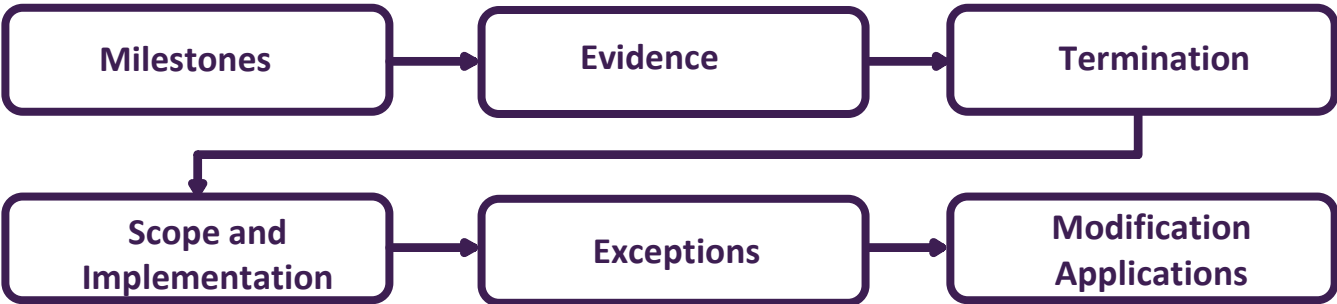 Milestones
Evidence
Termination
Scope and
Implementation
Exceptions
Modification
Applications